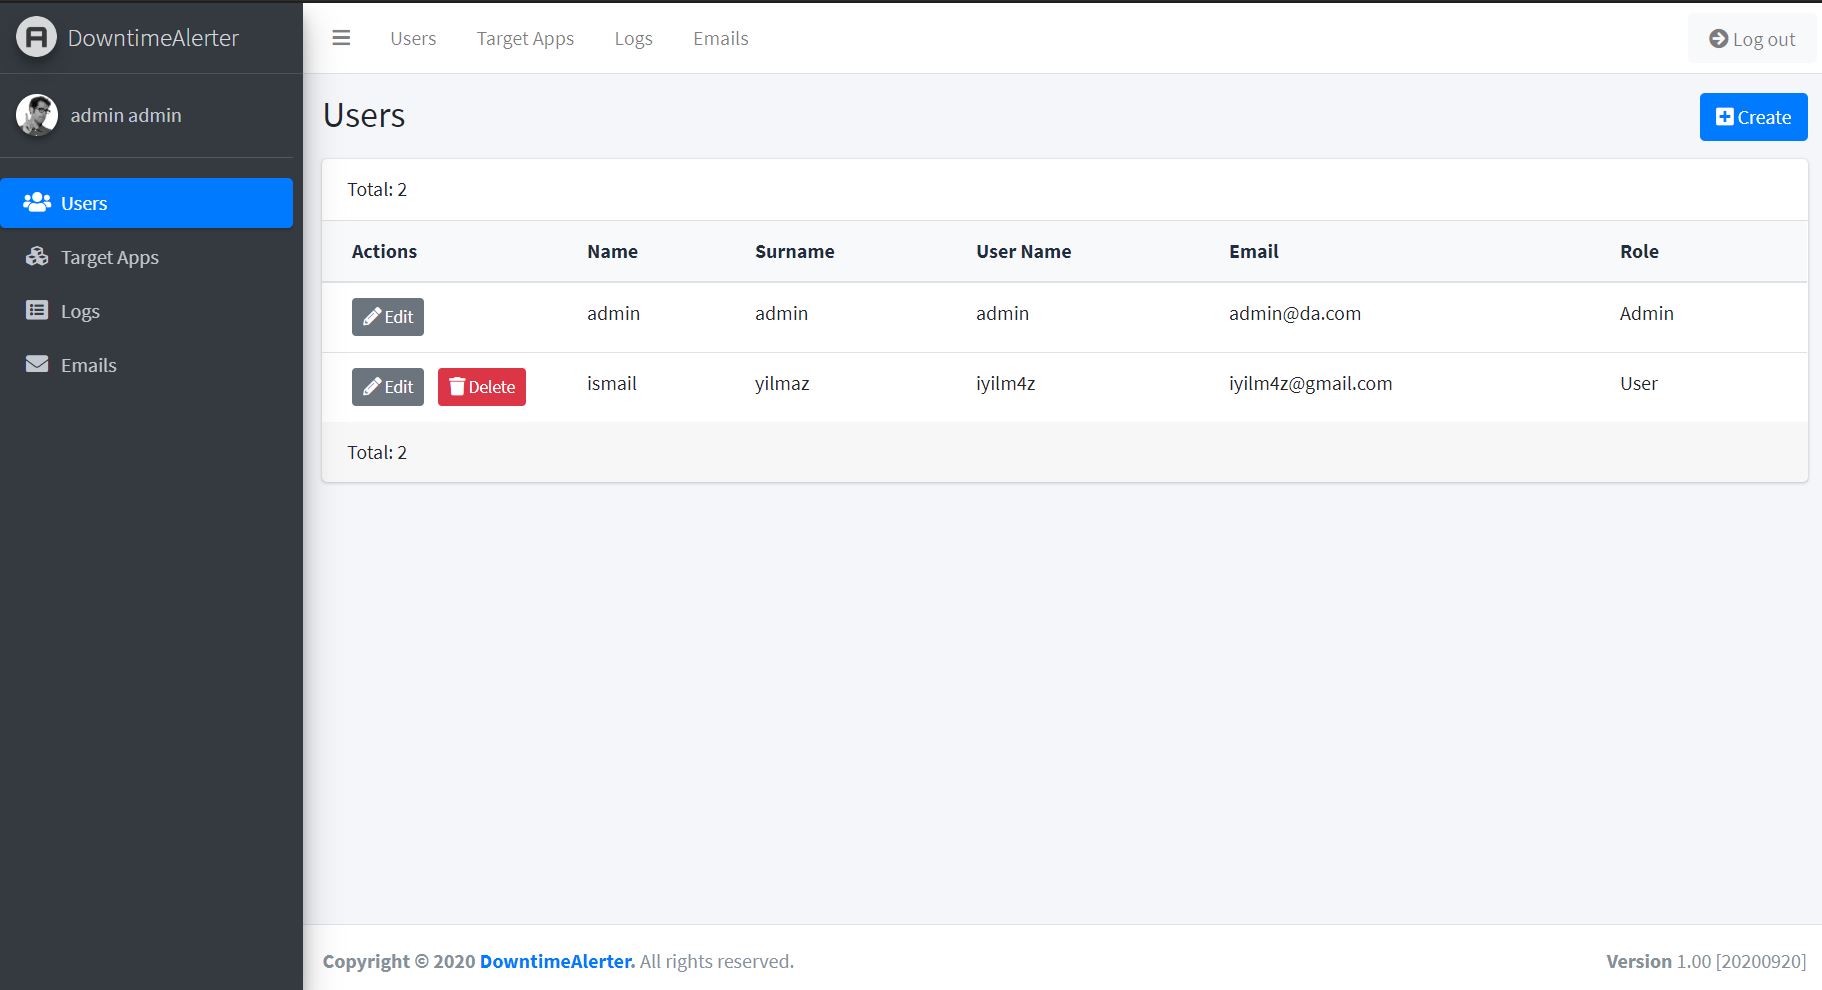 DowntimeAlerter
Users Target Apps Logs Emails Log out
admin admin
Users
Target Apps
Logs
Emails
Users
Create
Total: 2
Actions Name Surname User Name Email Role
Edit admin admin admin admin@da.com Admin
Edit Delete ismail yilmaz iyilm4z iyilm4z@gmail.com User
Total: 2
Copyright © 2020 DowntimeAlerter. All rights reserved.
Version 1.00 [20200920]